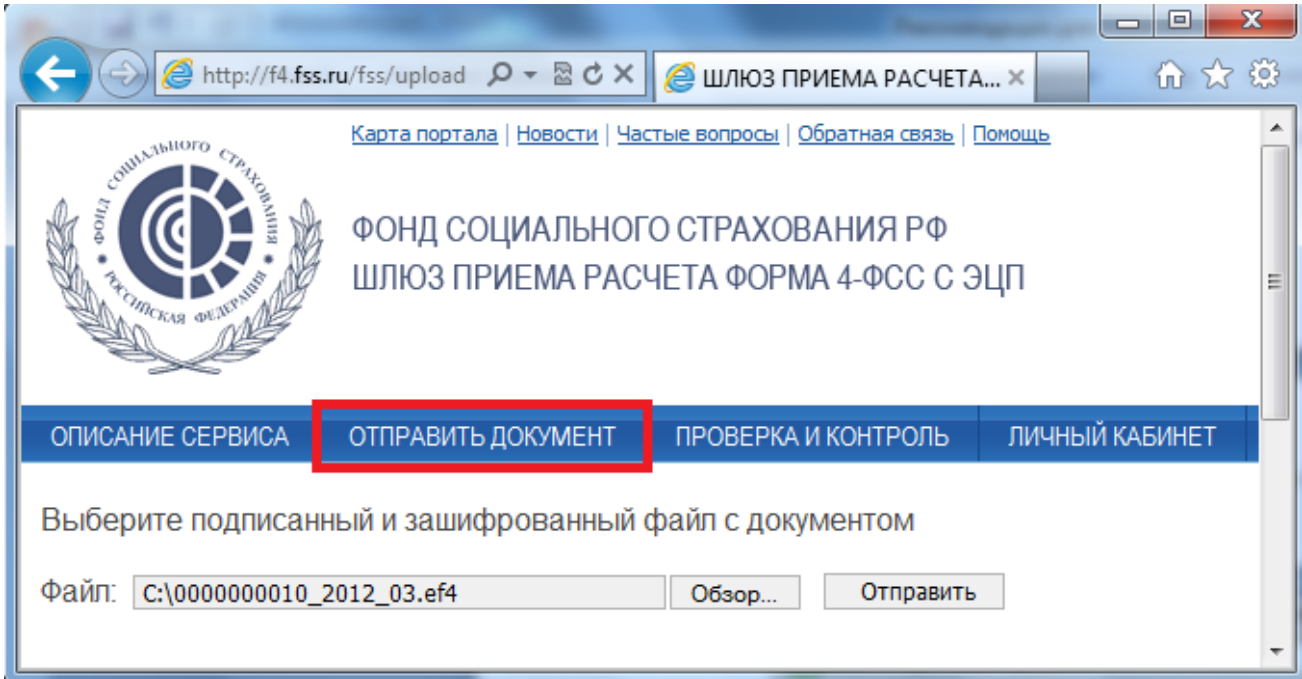 http://f4.fss.ru/fss/upload
ШЛЮЗ ПРИЕМА РАСЧЕТА...
Карта портала | Новости | Частые вопросы | Обратная связь | Помощь
ФОНД СОЦИАЛЬНОГО СТРАХОВАНИЯ
РОССИЙСКАЯ ФЕДЕРАЦИЯ
ФОНД СОЦИАЛЬНОГО СТРАХОВАНИЯ РФ
ШЛЮЗ ПРИЕМА РАСЧЕТА ФОРМА 4-ФСС С ЭЦП
ОПИСАНИЕ СЕРВИСА ОТПРАВИТЬ ДОКУМЕНТ ПРОВЕРКА И КОНТРОЛЬ ЛИЧНЫЙ КАБИНЕТ
Выберите подписанный и зашифрованный файл с документом
Файл: C:\0000000010_2012_03.ef4 Обзор... Отправить